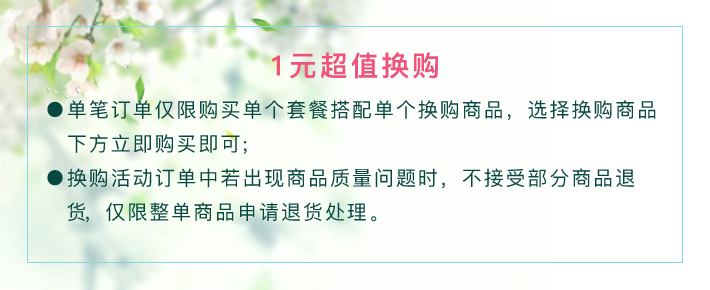 1元超值换购
●单笔订单仅限购买单个套餐搭配单个换购商品，选择换购商品
下方立即购买即可;
●换购活动订单中若出现商品质量问题时，不接受部分商品退
货，仅限整单商品申请退货处理。